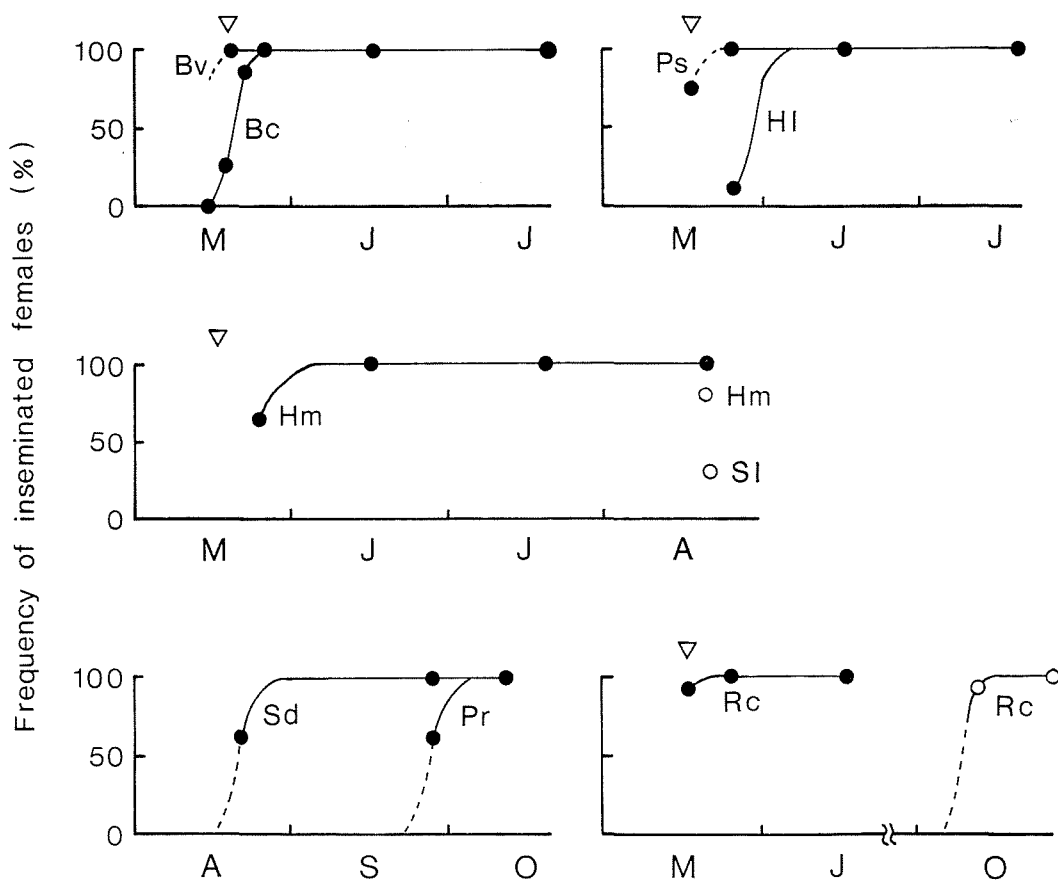 Frequency of inseminated females (%)
100
50
0
Bv
Bc
M J J
Ps
Hl
M J J
100
50
0
Hm
Hm
Sl
M J J A
100
50
0
Sd
Pr
A S O
Rc
Rc
M J O